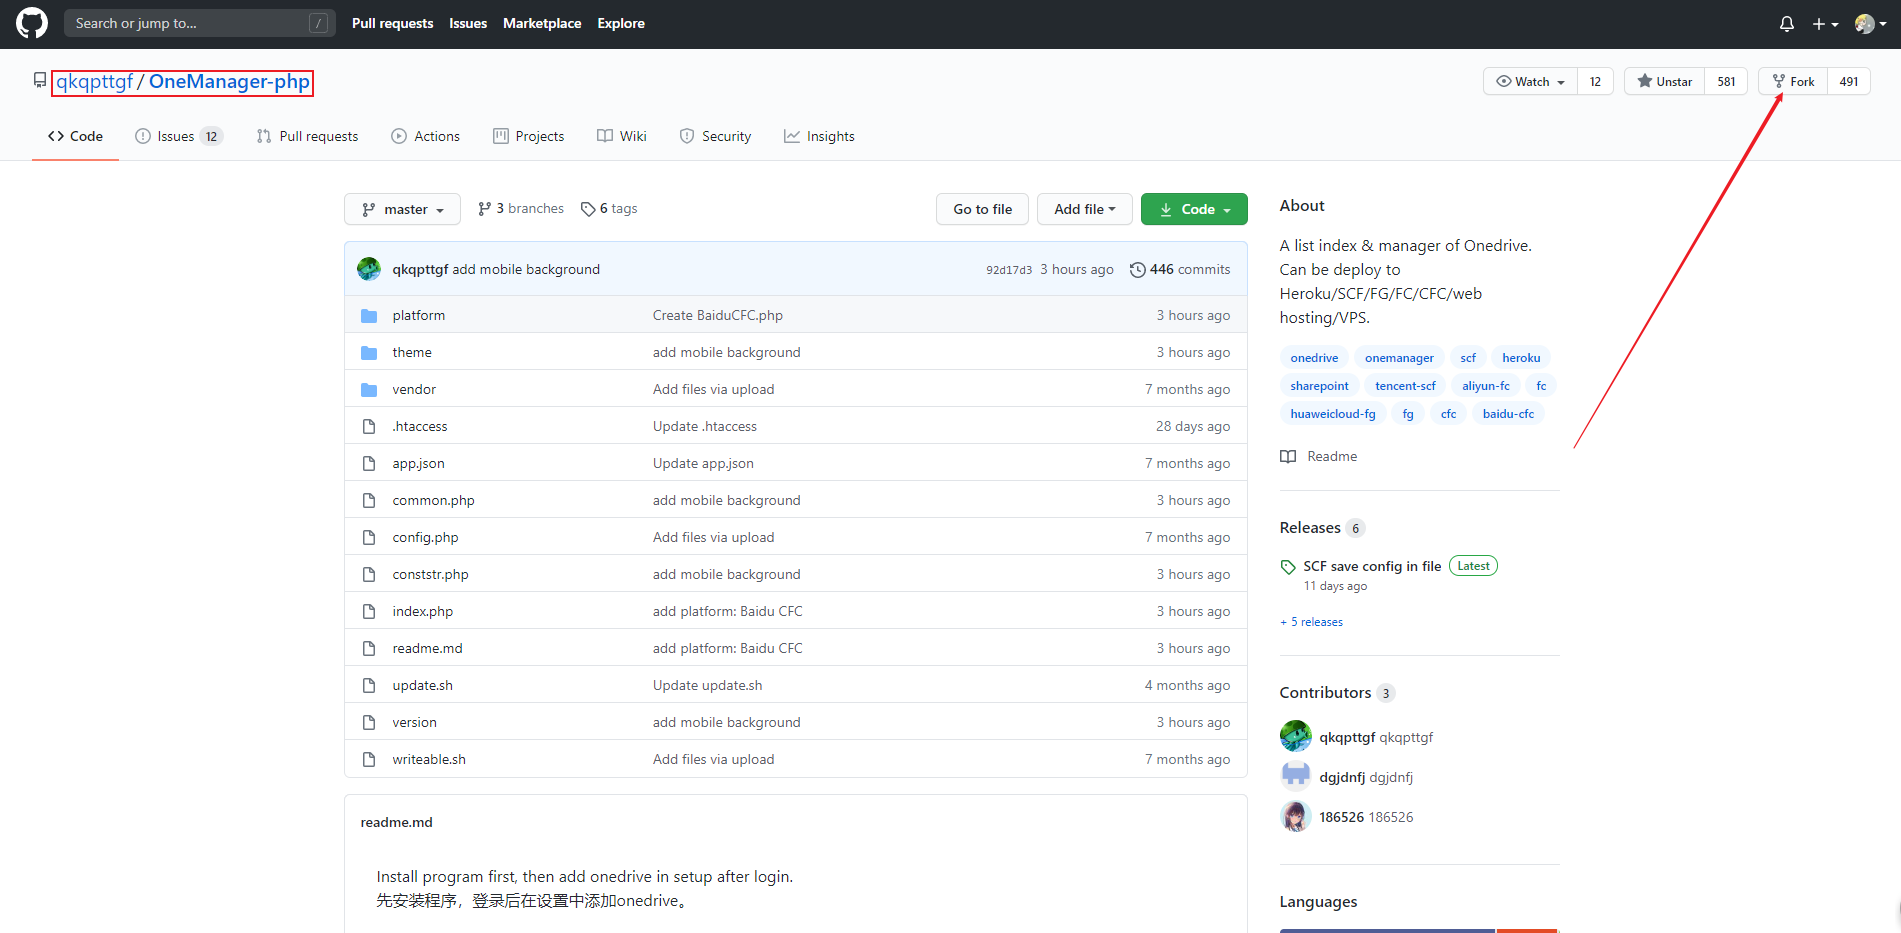 Search or jump to... /
Pull requests Issues Marketplace Explore
qkqpttgf / OneManager-php
Watch 12 Unstar 581 Fork 491
Code Issues 12 Pull requests Actions Projects Wiki Security Insights
master 3 branches 6 tags Go to file Add file Code
qkqpttgf add mobile background 92d17d3 3 hours ago 446 commits
platform Create BaiduCFC.php 3 hours ago
theme add mobile background 3 hours ago
vendor Add files via upload 7 months ago
.htaccess Update .htaccess 28 days ago
app.json Update app.json 7 months ago
common.php add mobile background 3 hours ago
config.php Add files via upload 7 months ago
conststr.php add mobile background 3 hours ago
index.php add platform: Baidu CFC 3 hours ago
readme.md add platform: Baidu CFC 3 hours ago
update.sh Update update.sh 4 months ago
version add mobile background 3 hours ago
writeable.sh Add files via upload 7 months ago
readme.md
Install program first, then add onedrive in setup after login.
先安装程序，登录后在设置中添加onedrive。
About
A list index & manager of Onedrive.
Can be deploy to
Heroku/SCF/FG/FC/CFC/web
hosting/VPS.
onedrive onemanager scf heroku
sharepoint tencent-scf aliyun-fc fc
huaweicloud-fg fg cfc baidu-cfc
Readme
Releases 6
SCF save config in file Latest
11 days ago
+ 5 releases
Contributors 3
qkqpttgf qkqpttgf
dgjdnfj dgjdnfj
186526 186526
Languages